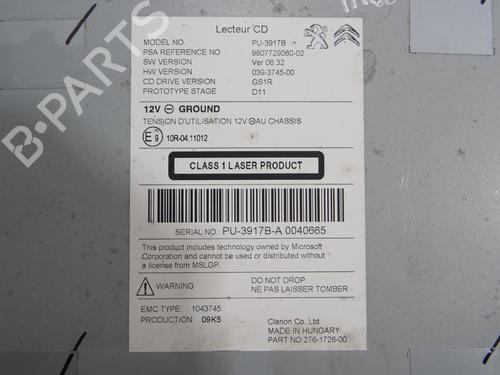 Lecteur CD
MODEL NO. PU-3917B
PSA REFERENCE NO. 9807729080-02
SW VERSION Ver 06.32
HW VERSION 039-3745-00
CD DRIVE VERSION GS1R
PROTOTYPE STAGE D11
12V ⊖ GROUND
TENSION D'UTILISATION 12V ⊖AU CHASSIS
E 9 10R-04.11012
CLASS 1 LASER PRODUCT
SERIAL NO. PU-3917B-A 0040665
This product includes technology owned by Microsoft
Corporation and cannot be used or distributed without
a license from MSLGP.
WARNING DO NOT DROP
NE PAS LAISSER TOMBER
EMC TYPE 1043745
PRODUCTION: 09K5 Clarion Co.,Ltd
MADE IN HUNGARY
PART NO 276-1726-00
B-PARTS